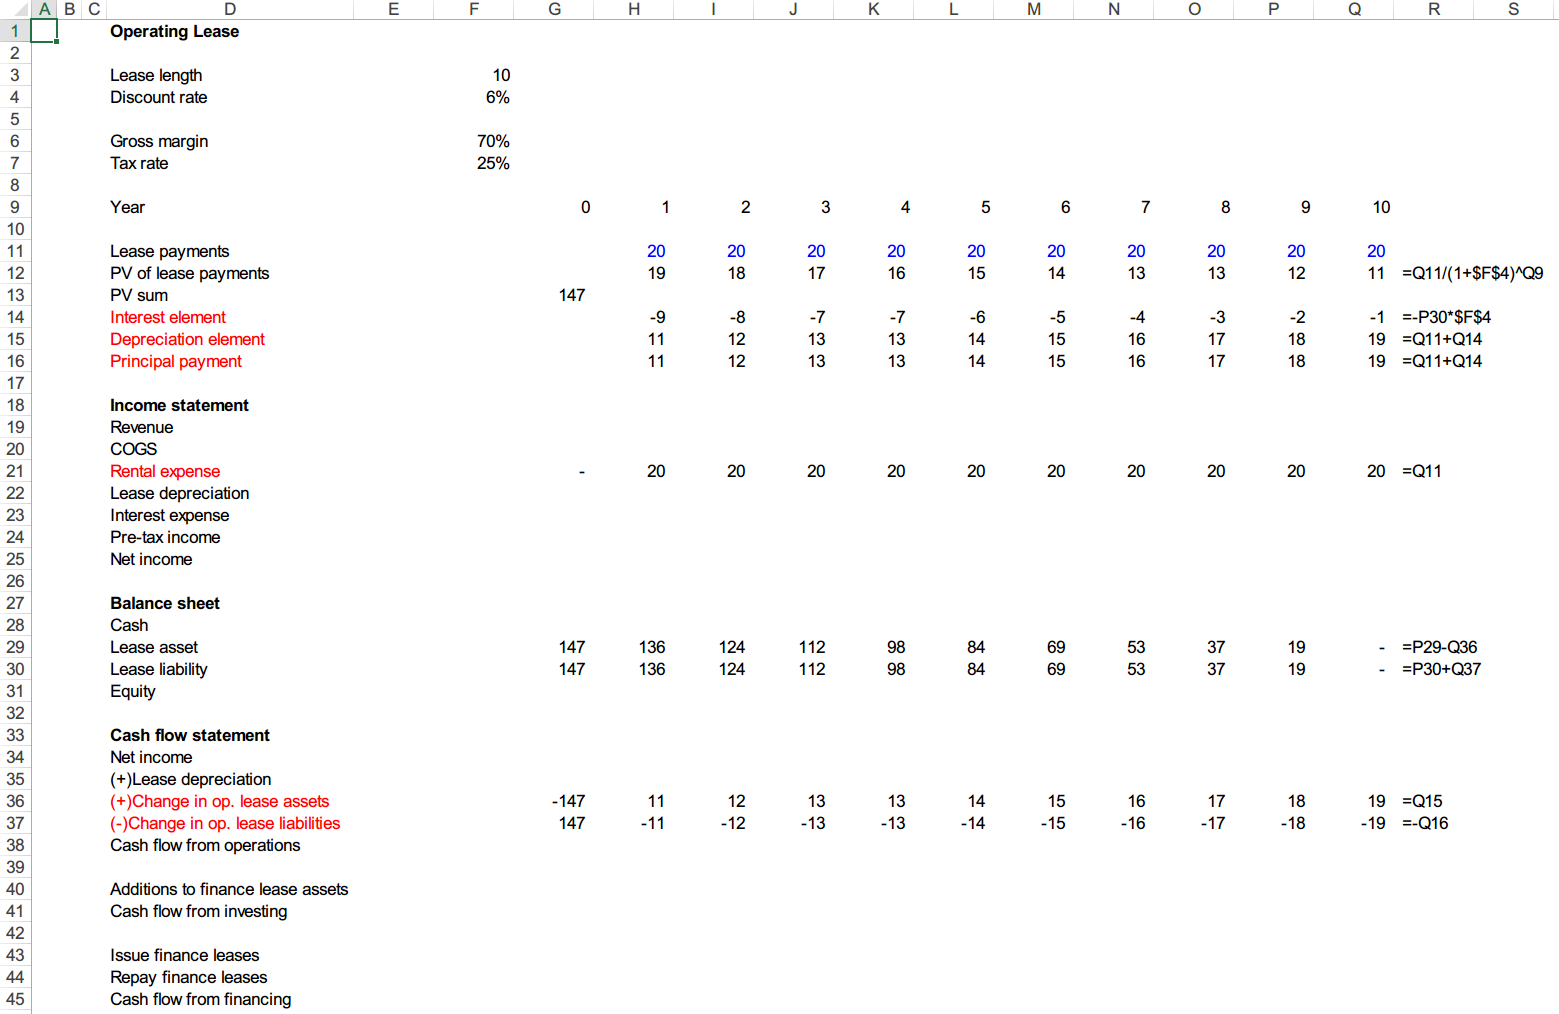 A B C D E F G H I J K L M N O P Q R S
1 Operating Lease
2
3 Lease length 10
4 Discount rate 6%
5
6 Gross margin 70%
7 Tax rate 25%
8
9 Year 0 1 2 3 4 5 6 7 8 9 10
10
11 Lease payments 20 20 20 20 20 20 20 20 20 20
12 PV of lease payments 19 18 17 16 15 14 13 13 12 11 =Q11/(1+$F$4)^Q9
13 PV sum 147
14 Interest element -9 -8 -7 -7 -6 -5 -4 -3 -2 -1 =-P30*$F$4
15 Depreciation element 11 12 13 13 14 15 16 17 18 19 =Q11+Q14
16 Principal payment 11 12 13 13 14 15 16 17 18 19 =Q11+Q14
17
18 Income statement
19 Revenue
20 COGS
21 Rental expense - 20 20 20 20 20 20 20 20 20 20 =Q11
22 Lease depreciation
23 Interest expense
24 Pre-tax income
25 Net income
26
27 Balance sheet
28 Cash
29 Lease asset 147 136 124 112 98 84 69 53 37 19 - =P29-Q36
30 Lease liability 147 136 124 112 98 84 69 53 37 19 - =P30+Q37
31 Equity
32
33 Cash flow statement
34 Net income
35 (+)Lease depreciation
36 (+)Change in op. lease assets -147 11 12 13 13 14 15 16 17 18 19 =Q15
37 (-)Change in op. lease liabilities 147 -11 -12 -13 -13 -14 -15 -16 -17 -18 -19 =-Q16
38 Cash flow from operations
39
40 Additions to finance lease assets
41 Cash flow from investing
42
43 Issue finance leases
44 Repay finance leases
45 Cash flow from financing